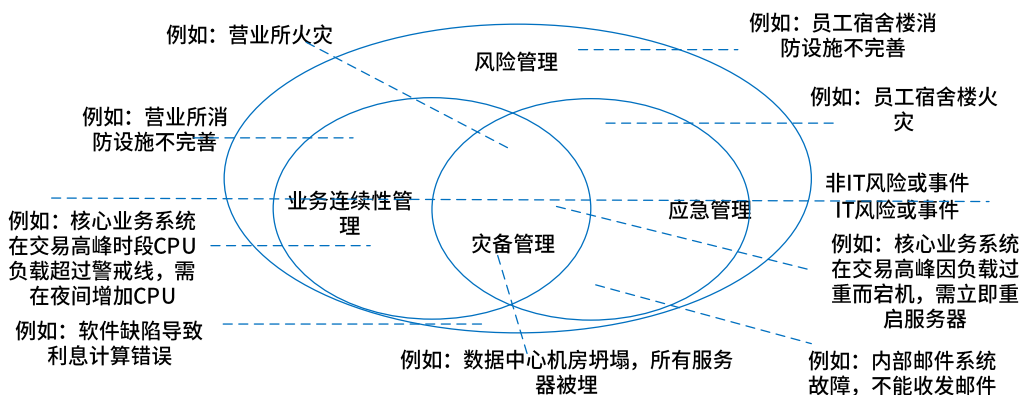 例如：员工宿舍楼消
防设施不完善
例如：营业所火灾
风险管理
例如：员工宿舍楼火
灾
例如：营业所消
防设施不完善
非IT风险或事件
业务连续性管
理
应急管理
IT风险或事件
例如：核心业务系统
在交易高峰时段CPU
负载超过警戒线，需
在夜间增加CPU
灾备管理
例如：核心业务系统
在交易高峰因负载过
重而宕机，需立即重
启服务器
例如：软件缺陷导致
利息计算错误
例如：数据中心机房坍塌，所有服务
器被埋
例如：内部邮件系统
故障，不能收发邮件